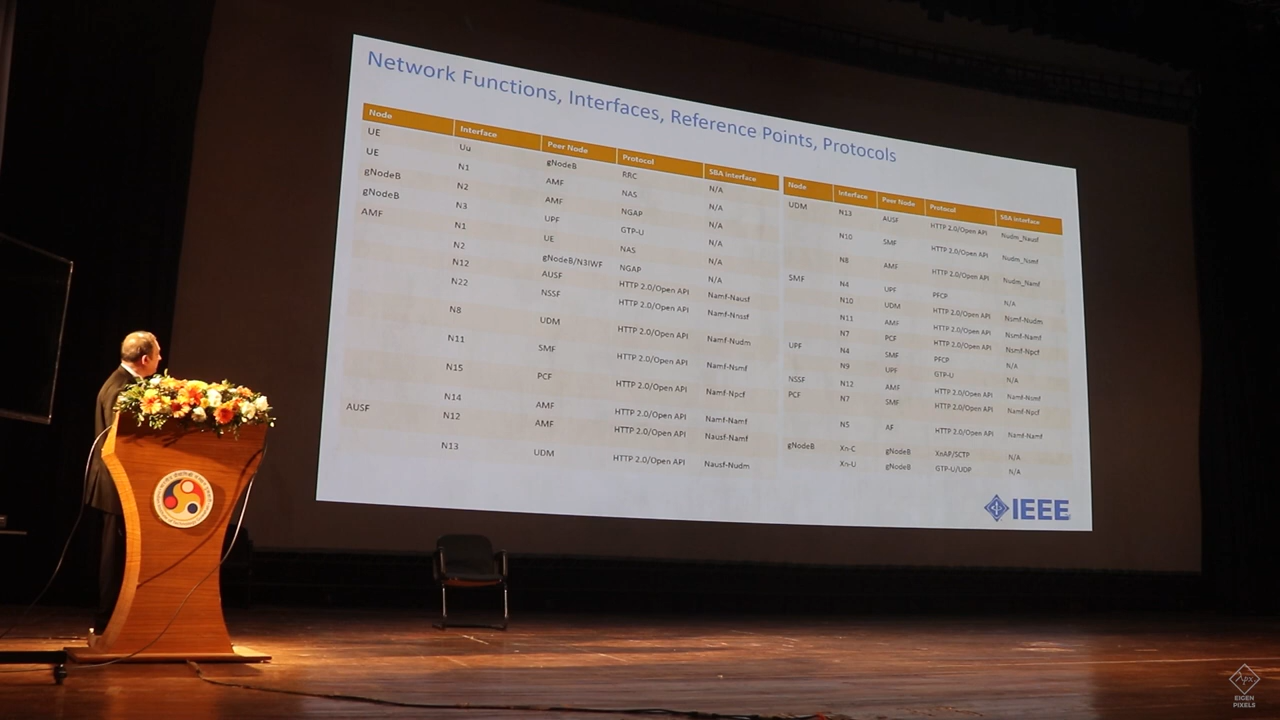 Network Functions, Interfaces, Reference Points, Protocols
Node Interface Peer Node Protocol SBA interface
UE Uu gNodeB RRC N/A
UE N1 AMF NAS N/A
gNodeB N2 AMF NGAP N/A
gNodeB N3 UPF GTP-U N/A
AMF N1 UE NAS N/A
N2 gNodeB/N3IWF NGAP N/A
N12 AUSF HTTP 2.0/Open API Namf-Nausf
N22 NSSF HTTP 2.0/Open API Namf-Nnssf
N8 UDM HTTP 2.0/Open API Namf-Nudm
N11 SMF HTTP 2.0/Open API Namf-Nsmf
N15 PCF HTTP 2.0/Open API Namf-Npcf
N14 AMF HTTP 2.0/Open API Namf-Namf
AUSF N12 AMF HTTP 2.0/Open API Nausf-Namf
N13 UDM HTTP 2.0/Open API Nausf-Nudm
Node Interface Peer Node Protocol SBA interface
UDM N13 AUSF HTTP 2.0/Open API Nudm_Nausf
N10 SMF HTTP 2.0/Open API Nudm_Nsmf
N8 AMF HTTP 2.0/Open API Nudm_Namf
SMF N4 UPF PFCP N/A
N10 UDM HTTP 2.0/Open API Nsmf-Nudm
N11 AMF HTTP 2.0/Open API Nsmf-Namf
N7 PCF HTTP 2.0/Open API Nsmf-Npcf
UPF N4 SMF PFCP N/A
N9 UPF GTP-U N/A
NSSF N12 AMF HTTP 2.0/Open API Namf-Nsmf
PCF N7 SMF HTTP 2.0/Open API Namf-Npcf
N5 AF HTTP 2.0/Open API Namf-Namf
gNodeB Xn-C gNodeB XnAP/SCTP N/A
Xn-U gNodeB GTP-U/UDP N/A
IEEE
EIGEN
PIXELS